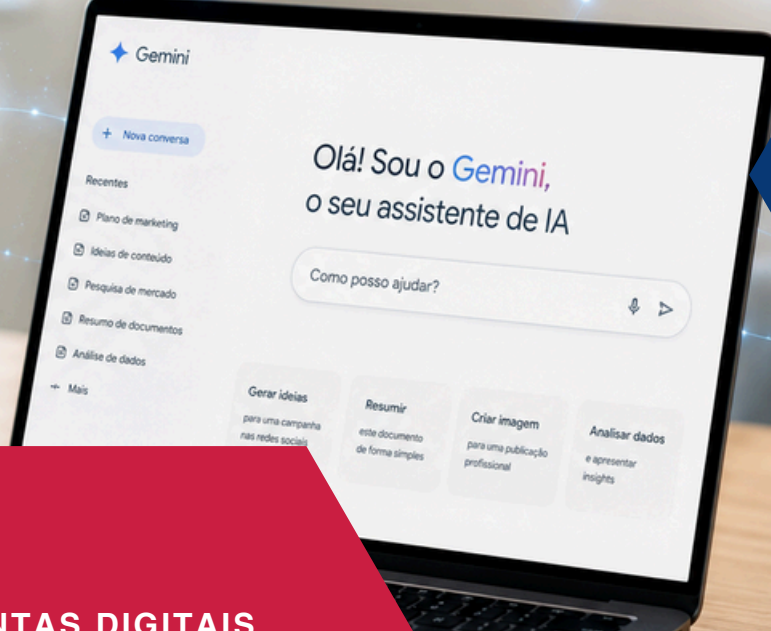 Gemini
+ Nova conversa
Recentes
Plano de marketing
Ideias de conteúdo
Pesquisa de mercado
Resumo de documentos
Análise de dados
Mais
Olá! Sou o Gemini,
o seu assistente de IA
Como posso ajudar?
Gerar ideias
para uma campanha
nas redes sociais
Resumir
este documento
de forma simples
Criar imagem
para uma publicação
profissional
Analisar dados
e apresentar
insights
NTAS DIGITAIS